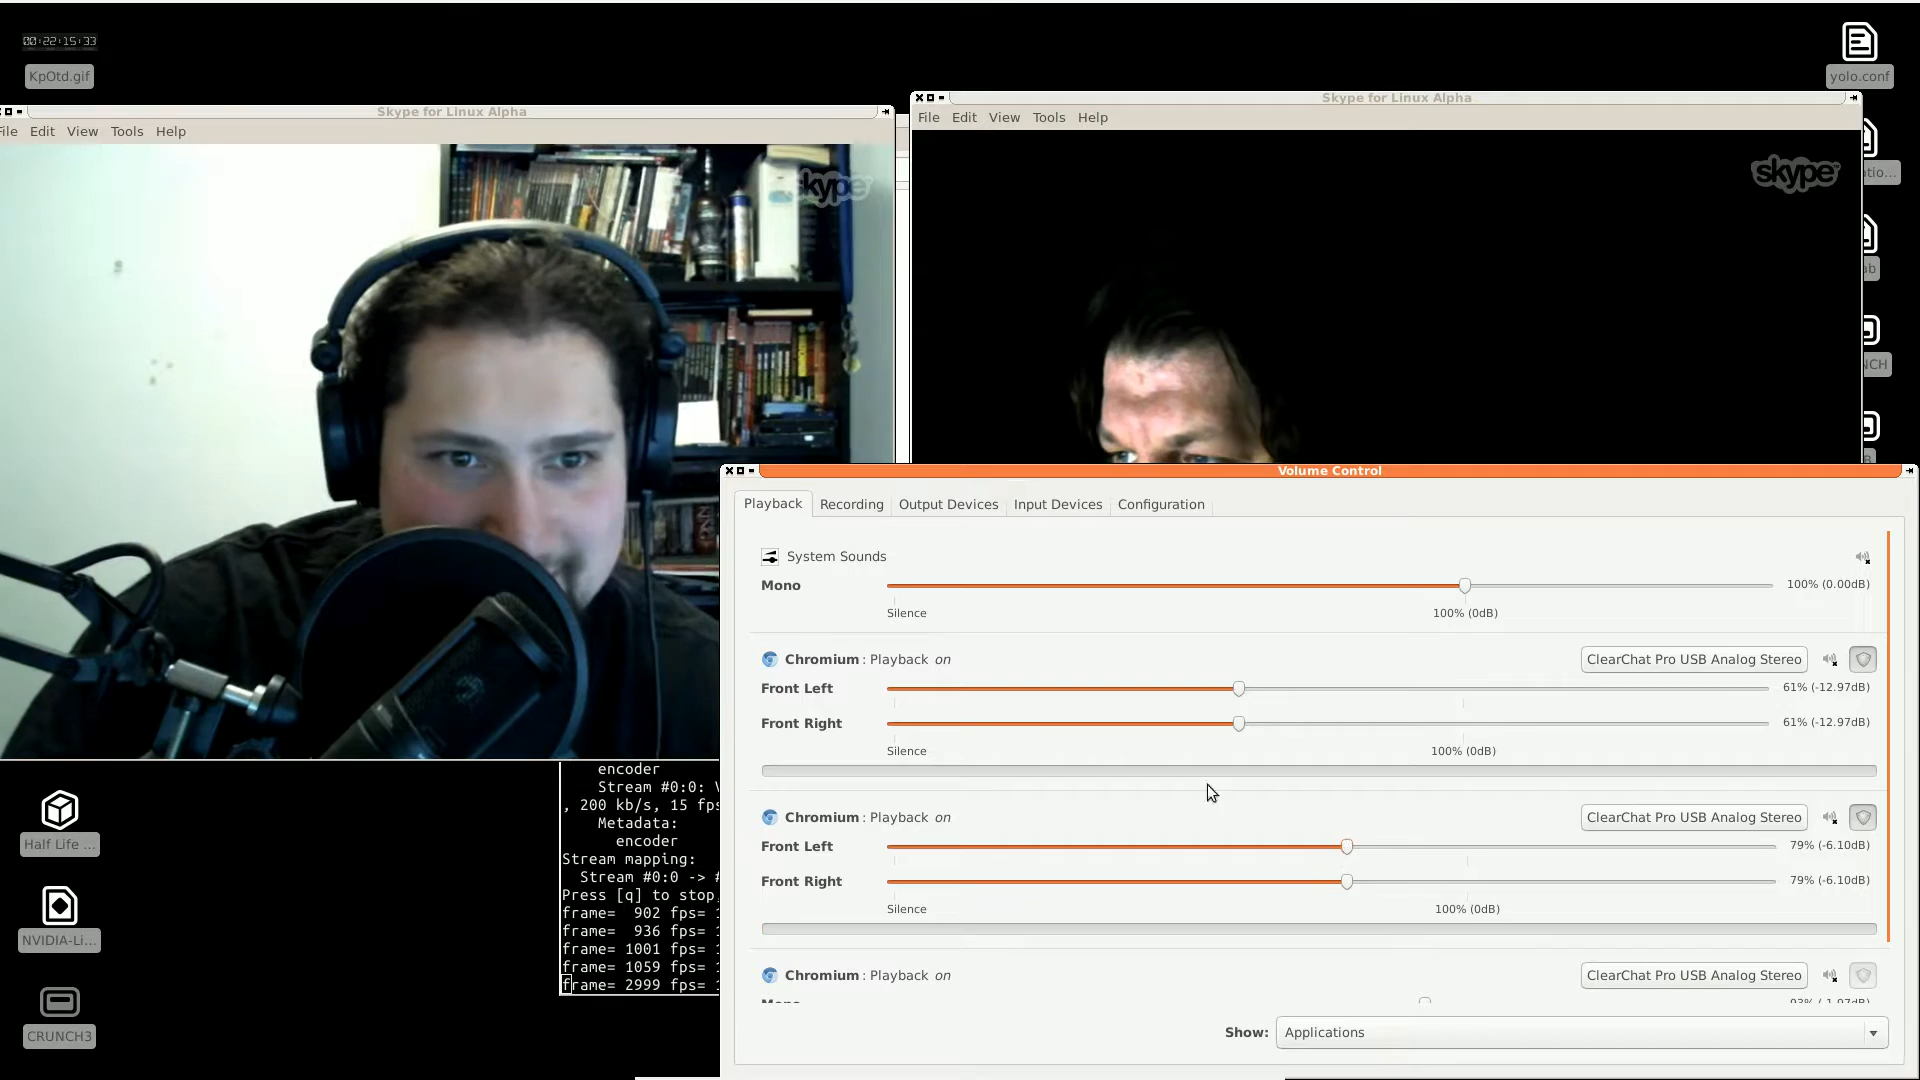 00:22:15:33
KpOtd.gif
yolo.conf
Skype for Linux Alpha
File Edit View Tools Help
skype
Skype for Linux Alpha
File Edit View Tools Help
skype
Volume Control
Playback Recording Output Devices Input Devices Configuration
System Sounds
Mono 100% (0.00dB)
Silence 100% (0dB)
Chromium : Playback on ClearChat Pro USB Analog Stereo
Front Left 61% (-12.97dB)
Front Right 61% (-12.97dB)
Silence 100% (0dB)
Chromium : Playback on ClearChat Pro USB Analog Stereo
Front Left 79% (-6.10dB)
Front Right 79% (-6.10dB)
Silence 100% (0dB)
Chromium : Playback on ClearChat Pro USB Analog Stereo
Show: Applications
encoder
Stream #0:0:
, 200 kb/s, 15 fps
Metadata:
encoder
Stream mapping:
Stream #0:0 ->
Press [q] to stop,
frame= 902 fps=
frame= 936 fps=
frame= 1001 fps=
frame= 1059 fps=
frame= 2999 fps=
Half Life ...
NVIDIA-Li...
CRUNCH3